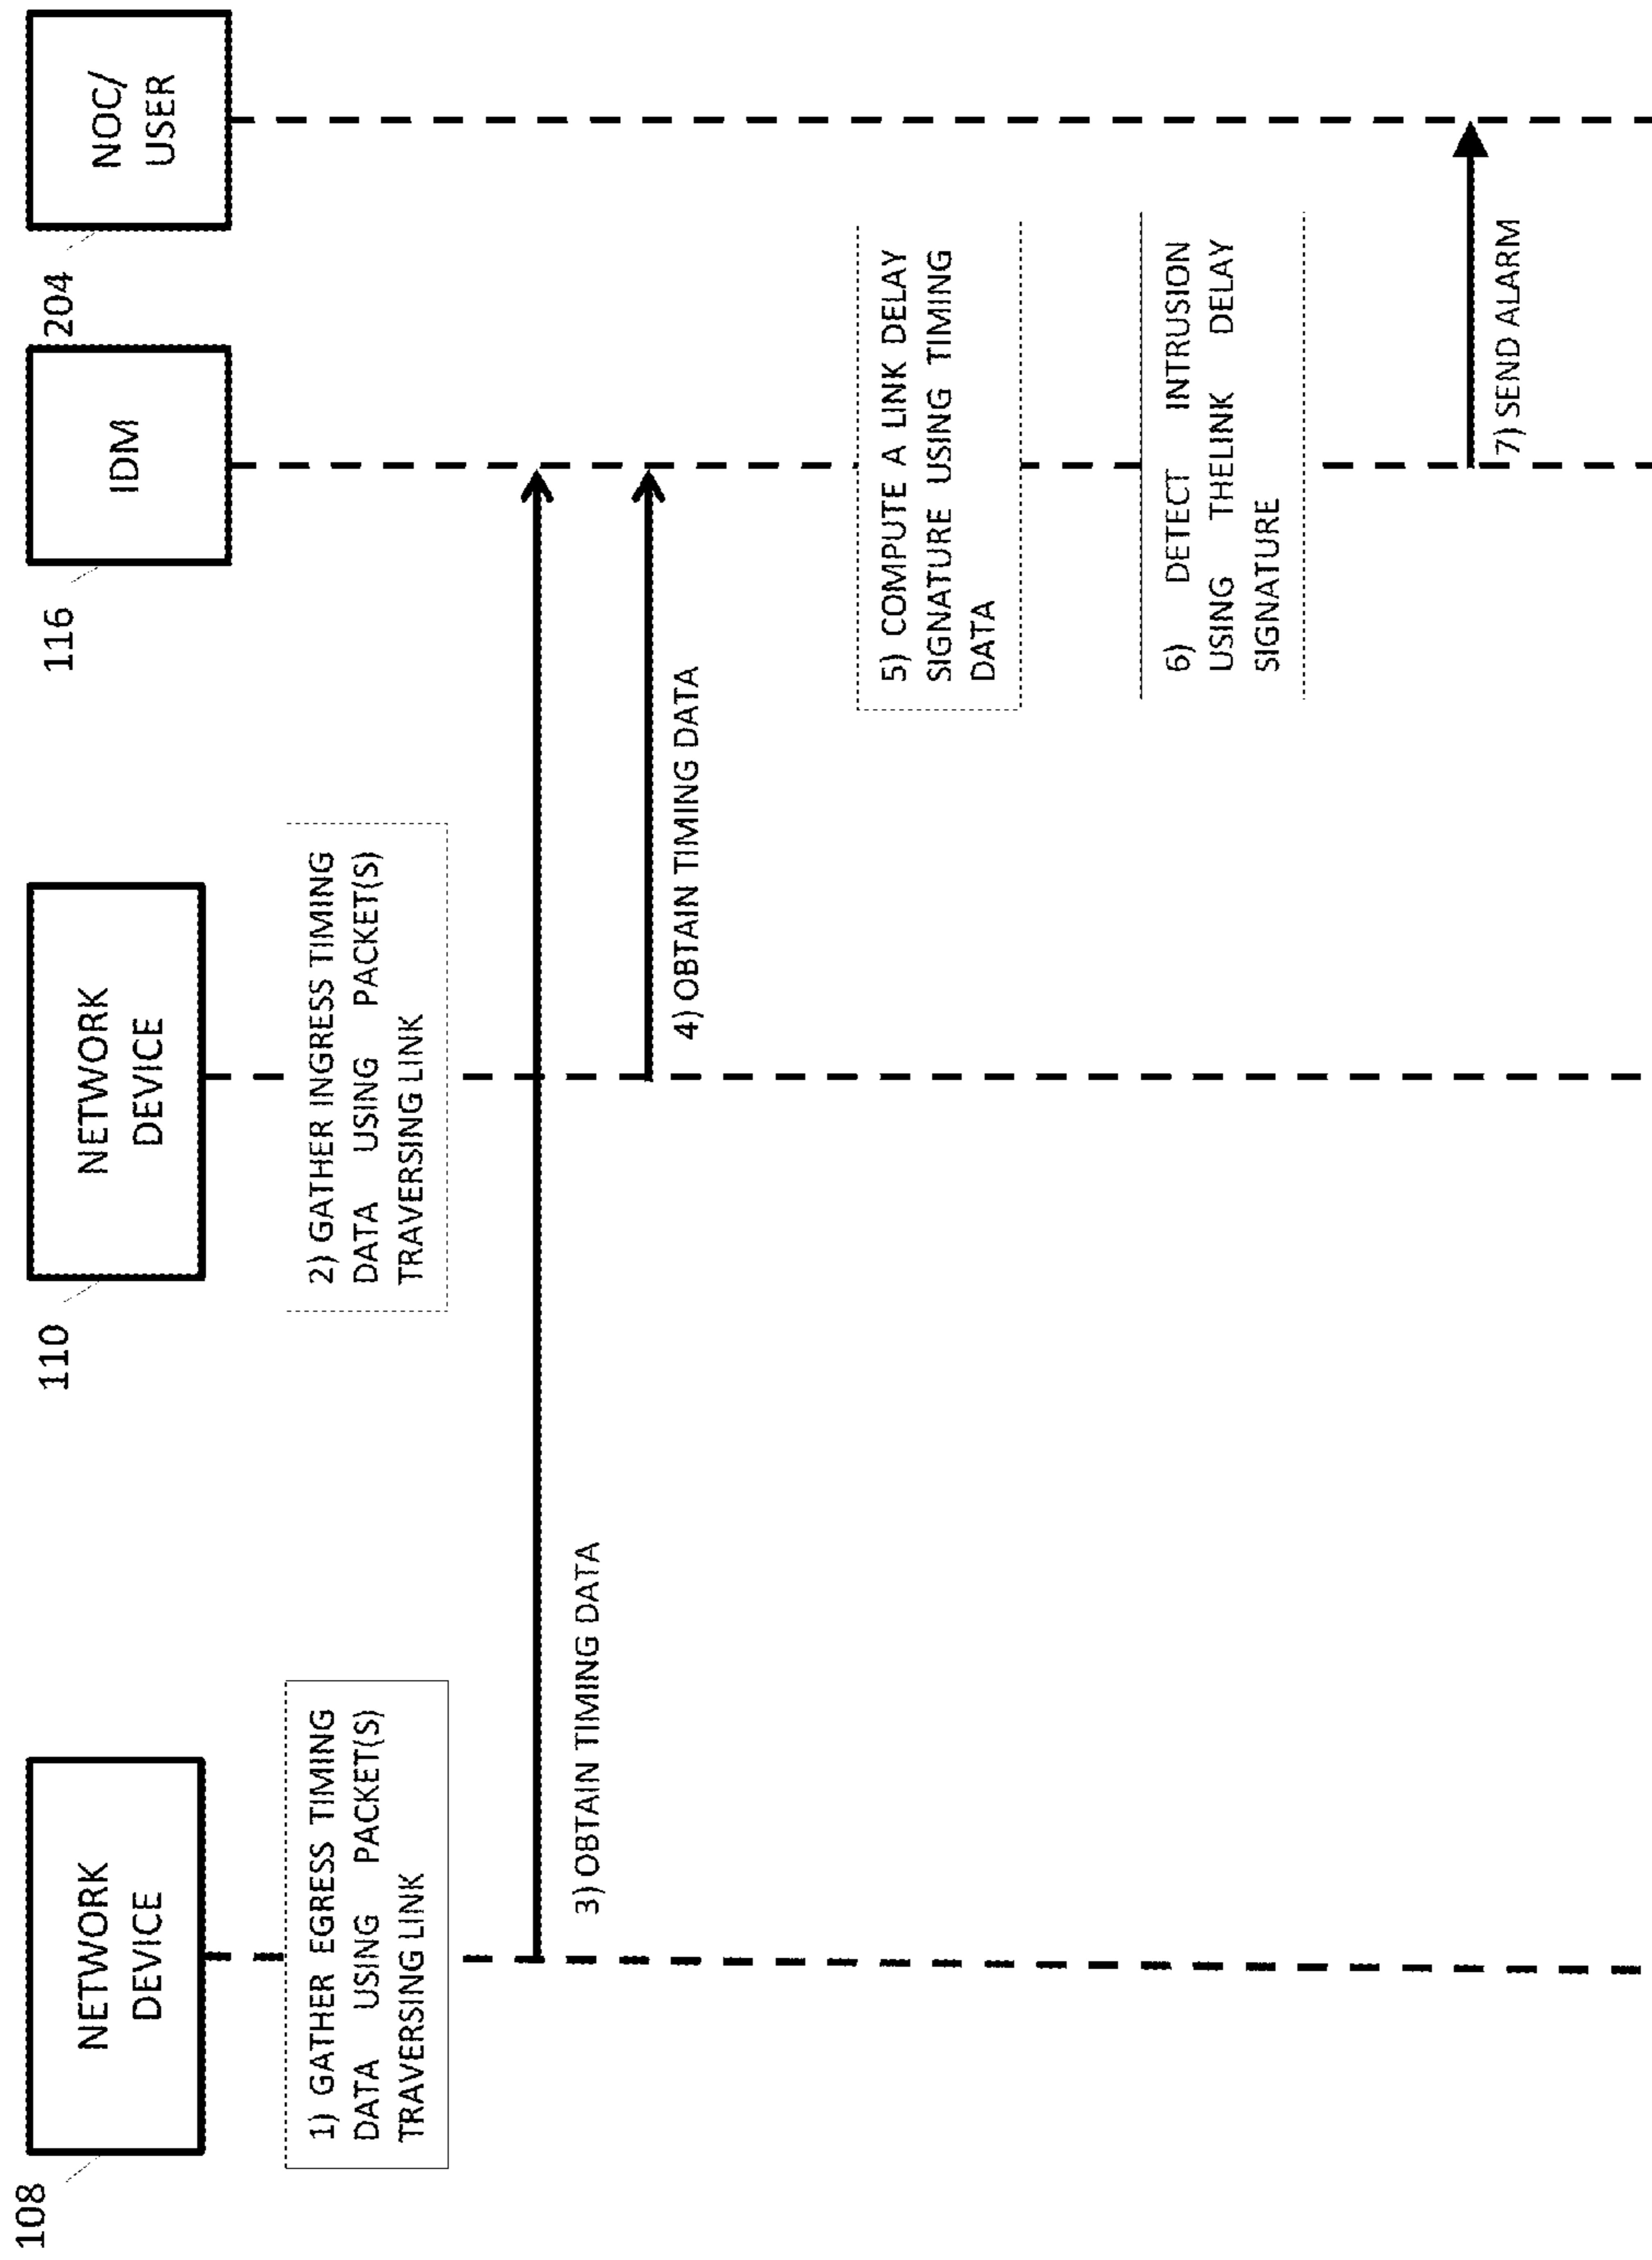 108
NETWORK
DEVICE
110
NETWORK
DEVICE
116
IDM
204
NOC/
USER
1) GATHER EGRESS TIMING
DATA USING PACKET(S)
TRAVERSING LINK
2) GATHER INGRESS TIMING
DATA USING PACKET(S)
TRAVERSING LINK
3) OBTAIN TIMING DATA
4) OBTAIN TIMING DATA
5) COMPUTE A LINK DELAY
SIGNATURE USING TIMING
DATA
6) DETECT INTRUSION
USING THELINK DELAY
SIGNATURE
7) SEND ALARM